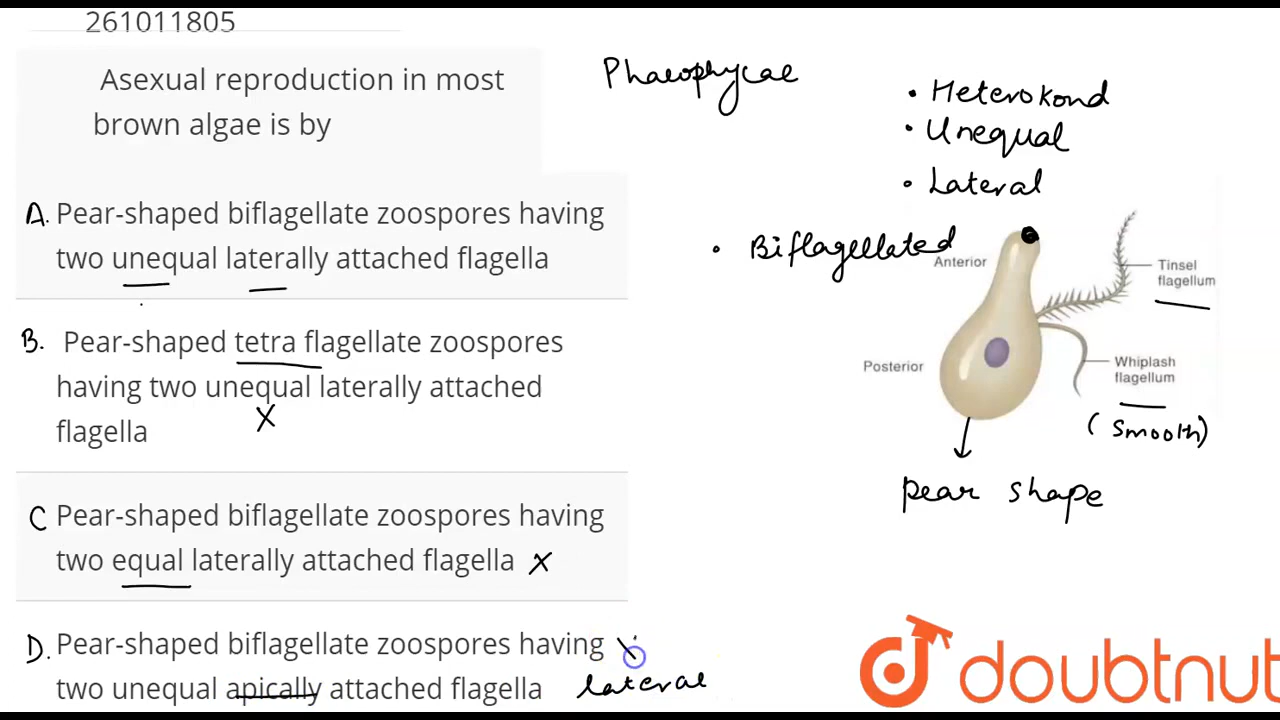 261011805
Asexual reproduction in most
brown algae is by
A. Pear-shaped biflagellate zoospores having
two unequal laterally attached flagella
B. Pear-shaped tetra flagellate zoospores
having two unequal laterally attached
flagella
X
C Pear-shaped biflagellate zoospores having
two equal laterally attached flagella X
D. Pear-shaped biflagellate zoospores having
two unequal apically attached flagella
lateral
Phaeophycae
• Heterokond
• Unequal
• Lateral
• Biflagellated
Anterior
Tinsel
flagellum
Posterior
Whiplash
flagellum
(Smooth)
pear shape
doubtnut